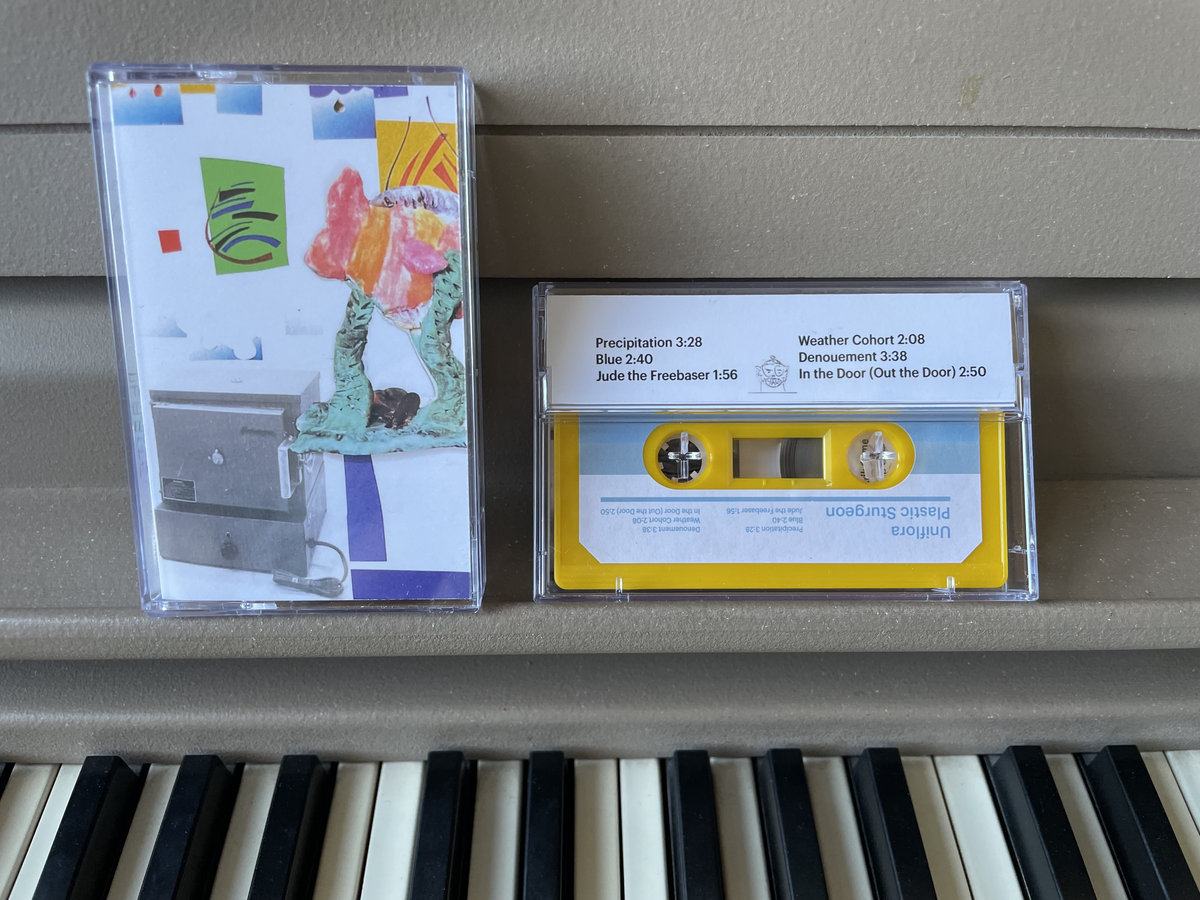 Precipitation 3:28
Blue 2:40
Jude the Freebaser 1:56
Weather Cohort 2:08
Denouement 3:38
In the Door (Out the Door) 2:50
Uniflora
Plastic Sturgeon
Precipitation 3:28
Blue 2:40
Jude the Freebaser 1:56
Denouement 3:38
Weather Cohort 2:08
In the Door (Out the Door) 2:50